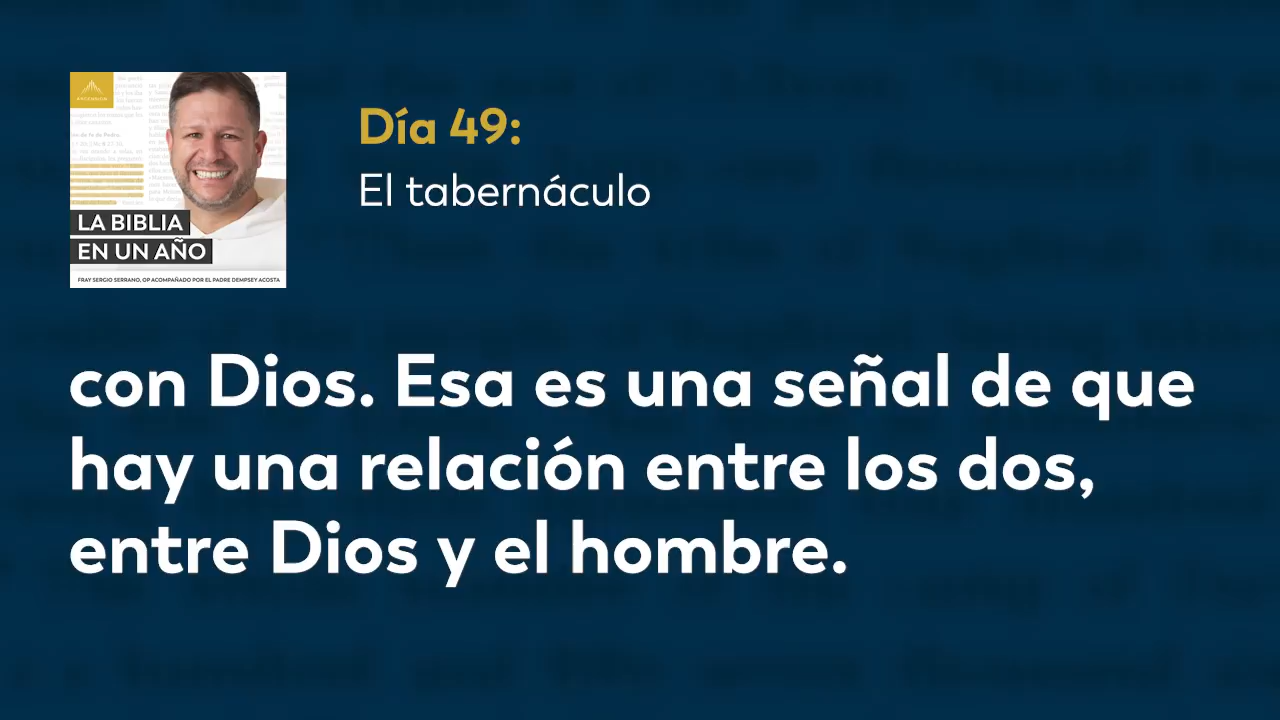 ASCENSION
LA BIBLIA
EN UN AÑO
FRAY SERGIO SERRANO, OP ACOMPAÑADO POR EL PADRE DEMPSEY ACOSTA
Día 49:
El tabernáculo
con Dios. Esa es una señal de que
hay una relación entre los dos,
entre Dios y el hombre.